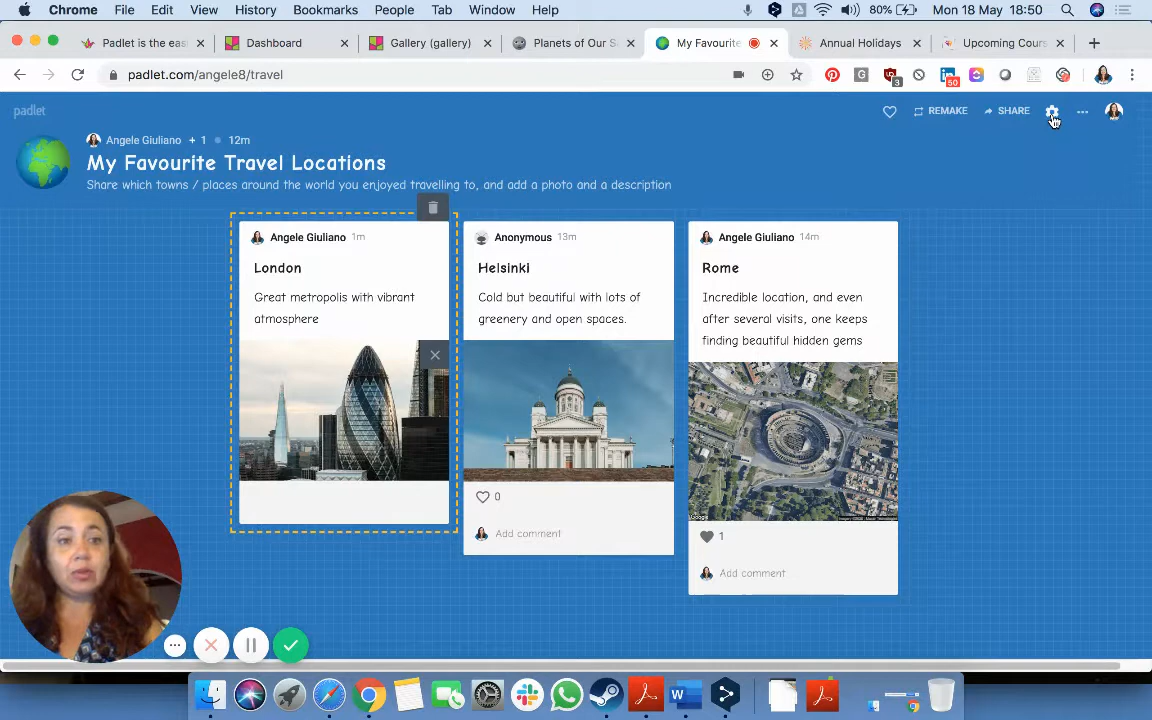 Chrome File Edit View History Bookmarks People Tab Window Help 80% Mon 18 May 18:50
Padlet is the eas Dashboard Gallery (gallery) Planets of Our S My Favourite Annual Holidays Upcoming Cours
padlet.com/angele8/travel 3 50
padlet REMAKE SHARE
Angele Giuliano + 1 12m
My Favourite Travel Locations
Share which towns / places around the world you enjoyed travelling to, and add a photo and a description
Angele Giuliano 1m
London
Great metropolis with vibrant
atmosphere
Anonymous 13m
Helsinki
Cold but beautiful with lots of
greenery and open spaces.
0
Add comment
Angele Giuliano 14m
Rome
Incredible location, and even
after several visits, one keeps
finding beautiful hidden gems
Google
1
Add comment